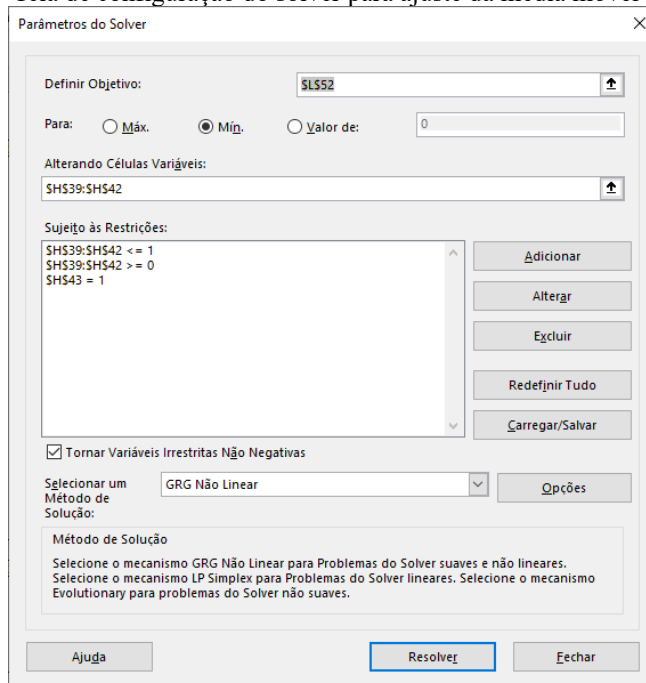 Parâmetros do Solver
Definir Objetivo:
$L$52
Para:
Máx.
Mín.
Valor de:
0
Alterando Células Variáveis:
$H$39:$H$42
Sujeito às Restrições:
$H$39:$H$42 <= 1
$H$39:$H$42 >= 0
$H$43 = 1
Adicionar
Alterar
Excluir
Redefinir Tudo
Carregar/Salvar
Tornar Variáveis Irrestritas Não Negativas
Selecionar um
Método de
Solução:
GRG Não Linear
Opções
Método de Solução
Selecione o mecanismo GRG Não Linear para Problemas do Solver suaves e não lineares.
Selecione o mecanismo LP Simplex para Problemas do Solver lineares. Selecione o mecanismo
Evolutionary para problemas do Solver não suaves.
Ajuda
Resolver
Fechar